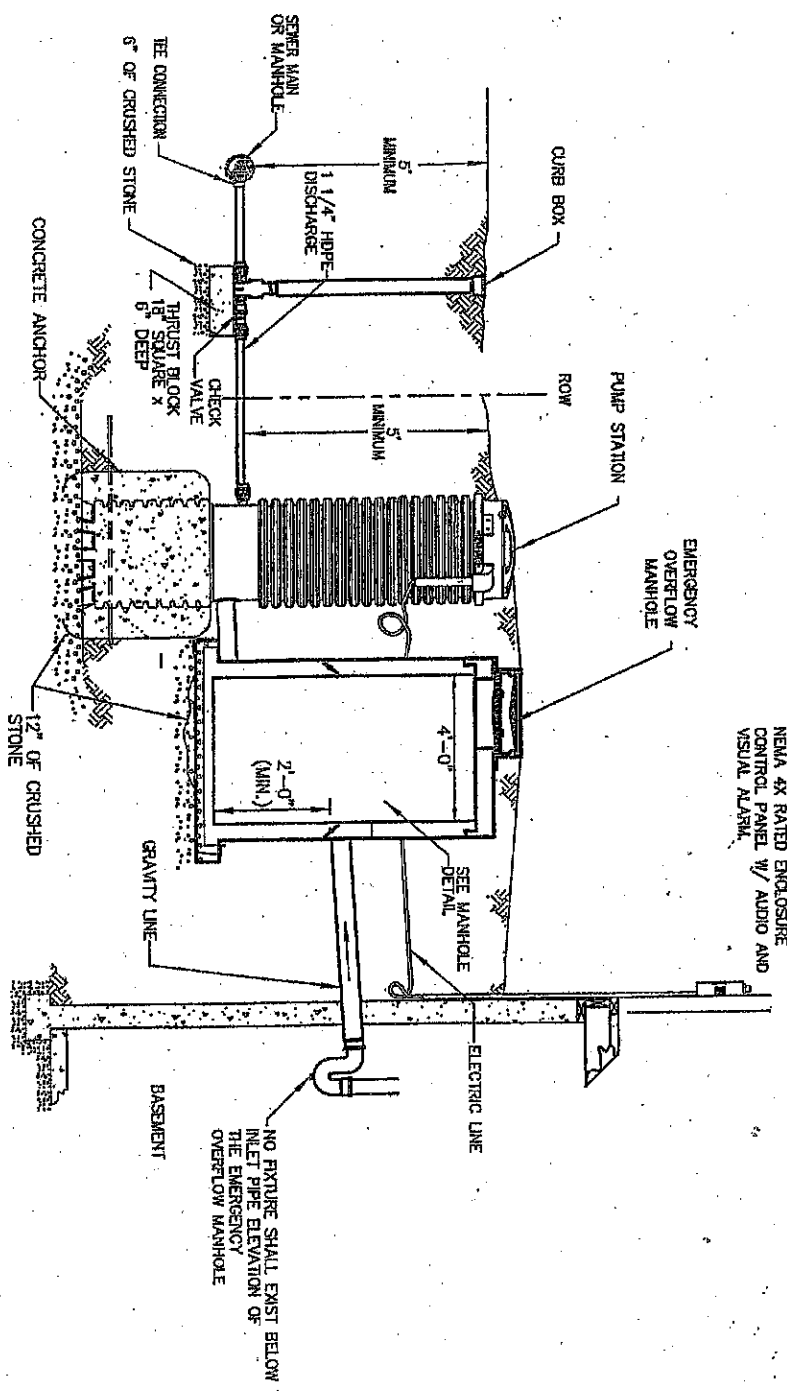 NEMA 4X RATED ENCLOSURE
CONTROL PANEL W/ AUDIO AND
VISUAL ALARM.
EMERGENCY
OVERFLOW
MANHOLE
PUMP STATION
ROW
CURB BOX
5'
MINIMUM
5'
MINIMUM
SEWER MAIN
OR MANHOLE
1 1/4" HDPE
DISCHARGE
TEE CONNECTION
6" OF CRUSHED STONE
THRUST BLOCK
18" SQUARE X
6" DEEP
CHECK
VALVE
CONCRETE ANCHOR
12" OF CRUSHED
STONE
4'-0"
2'-0"
(MIN.)
SEE MANHOLE
DETAIL
GRAVITY LINE
ELECTRIC LINE
BASEMENT
NO FIXTURE SHALL EXIST BELOW
INLET PIPE ELEVATION OF
THE EMERGENCY
OVERFLOW MANHOLE